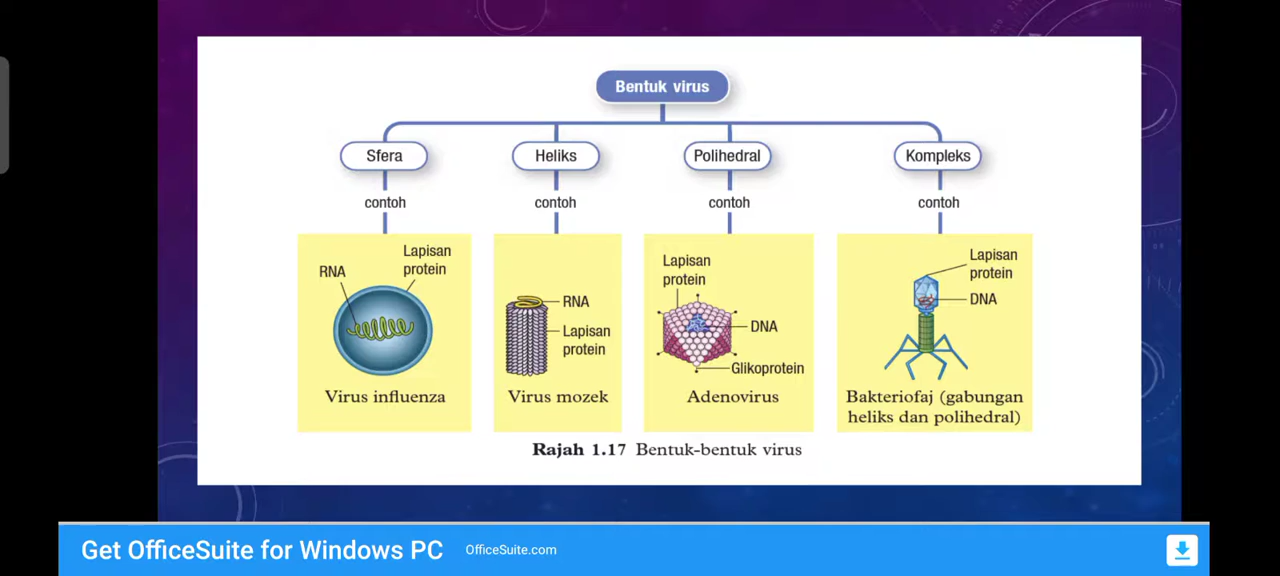 Bentuk virus
Sfera
Heliks
Polihedral
Kompleks
contoh
contoh
contoh
contoh
RNA
Lapisan
protein
Virus influenza
RNA
Lapisan
protein
Virus mozek
Lapisan
protein
DNA
Glikoprotein
Adenovirus
Lapisan
protein
DNA
Bakteriofaj (gabungan
heliks dan polihedral)
Rajah 1.17 Bentuk-bentuk virus
Get OfficeSuite for Windows PC
OfficeSuite.com